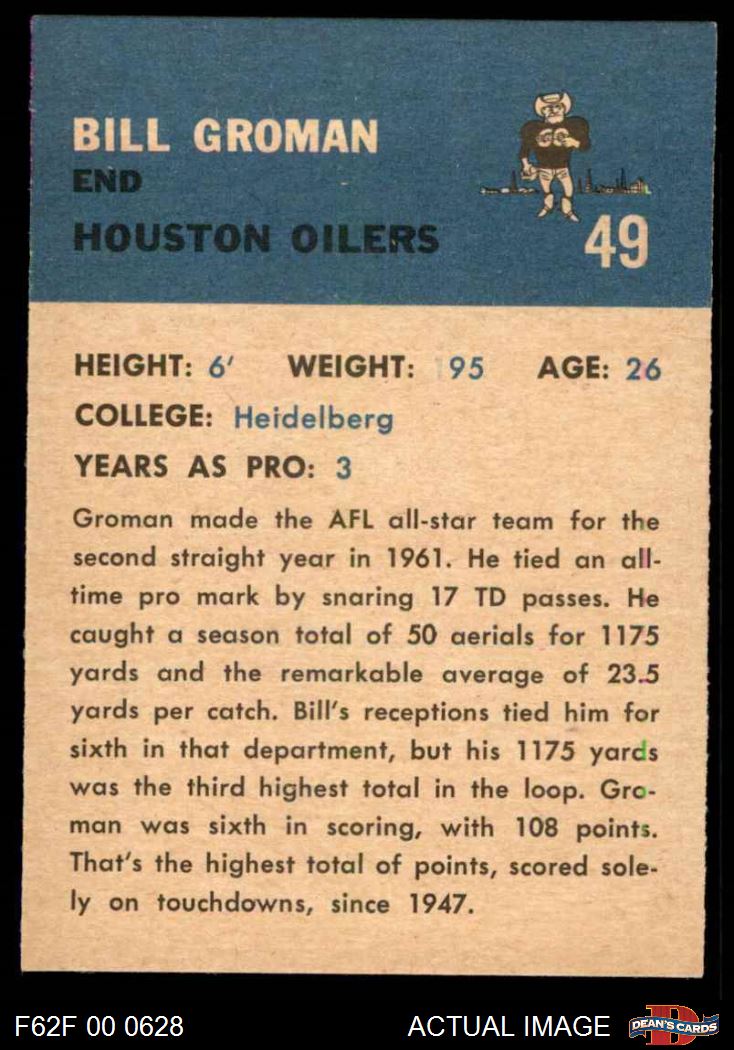 BILL GROMAN
END
HOUSTON OILERS
49
HEIGHT: 6' WEIGHT: 195 AGE: 26
COLLEGE: Heidelberg
YEARS AS PRO: 3
Groman made the AFL all-star team for the
second straight year in 1961. He tied an all-
time pro mark by snaring 17 TD passes. He
caught a season total of 50 aerials for 1175
yards and the remarkable average of 23.5
yards per catch. Bill's receptions tied him for
sixth in that department, but his 1175 yards
was the third highest total in the loop. Gro-
man was sixth in scoring, with 108 points.
That's the highest total of points, scored sole-
ly on touchdowns, since 1947.
F62F 00 0628
ACTUAL IMAGE
D
DEAN'S CARDS